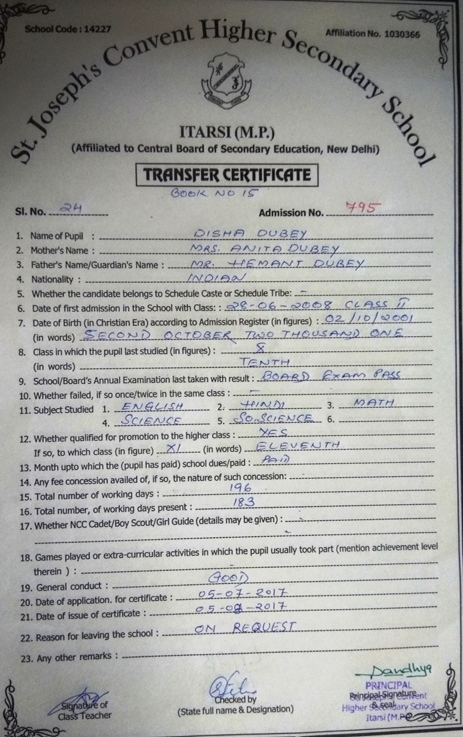 School Code : 14227
Affiliation No. 1030366
St. Joseph's Convent Higher Secondary School
ITARSI (M.P.)
(Affiliated to Central Board of Secondary Education, New Delhi)
TRANSFER CERTIFICATE
BOOK NO 15
Sl. No. 24 Admission No. 795
1. Name of Pupil : DISHA DUBEY
2. Mother's Name : MRS. ANITA DUBEY
3. Father's Name/Guardian's Name : MR. HEMANT DUBEY
4. Nationality : INDIAN
5. Whether the candidate belongs to Schedule Caste or Schedule Tribe: –
6. Date of first admission in the School with Class: : 28-06-2008 CLASS II
7. Date of Birth (in Christian Era) according to Admission Register (in figures) : 02/10/2001
(in words) SECOND OCTOBER TWO THOUSAND ONE
8. Class in which the pupil last studied (in figures) :
(in words) TENTH
9. School/Board's Annual Examination last taken with result : BOARD EXAM PASS
10. Whether failed, if so once/twice in the same class : –
11. Subject Studied 1. ENGLISH 2. HINDI 3. MATH
4. SCIENCE 5. SO.SCIENCE 6.
12. Whether qualified for promotion to the higher class : YES
If so, to which class (in figure) XI (in words) ELEVENTH
13. Month upto which the (pupil has paid) school dues/paid : PAID
14. Any fee concession availed of, if so, the nature of such concession:
15. Total number of working days : 196
16. Total number, of working days present : 183
17. Whether NCC Cadet/Boy Scout/Girl Guide (details may be given) : -
18. Games played or extra-curricular activities in which the pupil usually took part (mention achievement level
therein ) :
19. General conduct : GOOD
20. Date of application. for certificate : 05-07-2017
21. Date of issue of certificate : 05-0-2017
22. Reason for leaving the school : ON REQUEST
23. Any other remarks :
Signature of
Class Teacher
Checked by
(State full name & Designation)
Sandhya
PRINCIPAL
Principal Signature
& seal
Higher Secondary School
Itarsi (M.P.)